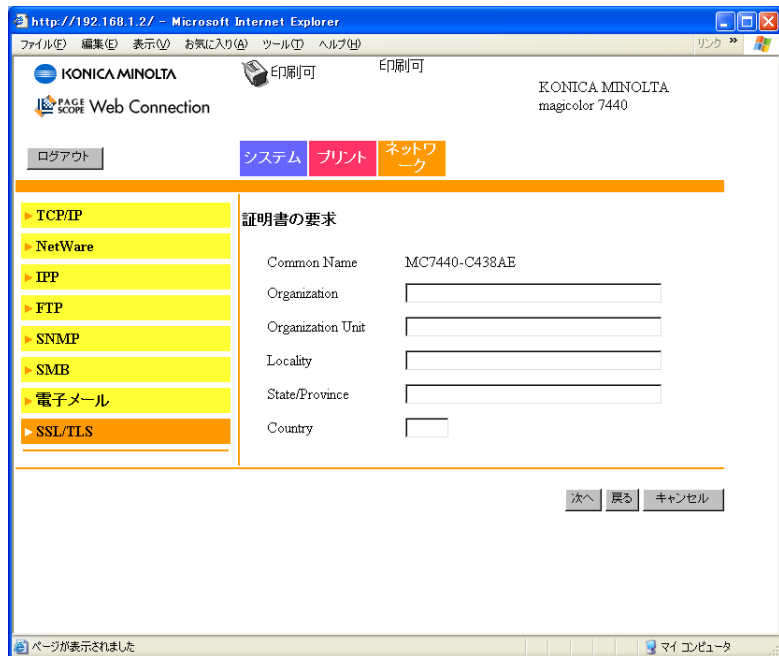 http://192.168.1.2/ - Microsoft Internet Explorer
ファイル(F) 編集(E) 表示(V) お気に入り(A) ツール(T) ヘルプ(H) リンク »
KONICA MINOLTA
印刷可
印刷可
KONICA MINOLTA
magicolor 7440
PAGE SCOPE Web Connection
ログアウト
システム
プリント
ネットワ
ーク
TCP/IP
NetWare
IPP
FTP
SNMP
SMB
電子メール
SSL/TLS
証明書の要求
Common Name MC7440-C438AE
Organization
Organization Unit
Locality
State/Province
Country
次へ 戻る キャンセル
ページが表示されました マイ コンピュータ